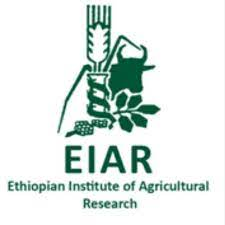 EIAR
Ethiopian Institute of Agricultural
Research